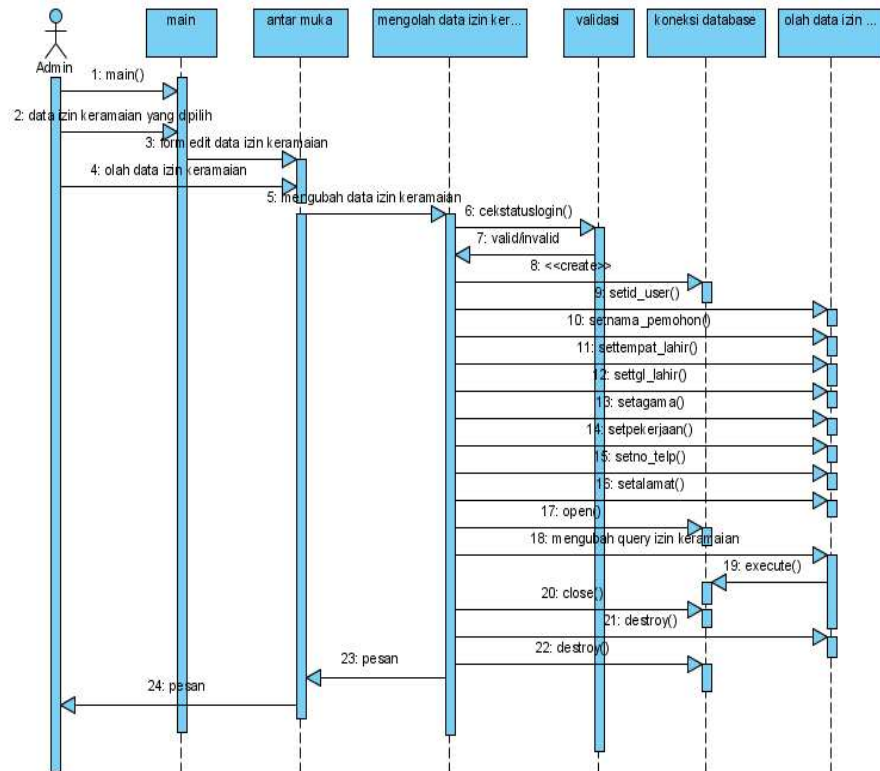 main
antar muka
mengolah data izin ker...
validasi
koneksi database
olah data izin ...
Admin
1: main()
2: data izin keramaian yang dipilih
3: form edit data izin keramaian
4: olah data izin keramaian
5: mengubah data izin keramaian
6: cekstatuslogin()
7: valid/invalid
8: <<create>>
9: setid_user()
10: setnama_pemohon()
11: settempat_lahir()
12: settgl_lahir()
13: setagama()
14: setpekerjaan()
15: setno_telp()
16: setalamat()
17: open()
18: mengubah query izin keramaian
19: execute()
20: close()
21: destroy()
22: destroy()
23: pesan
24: pesan